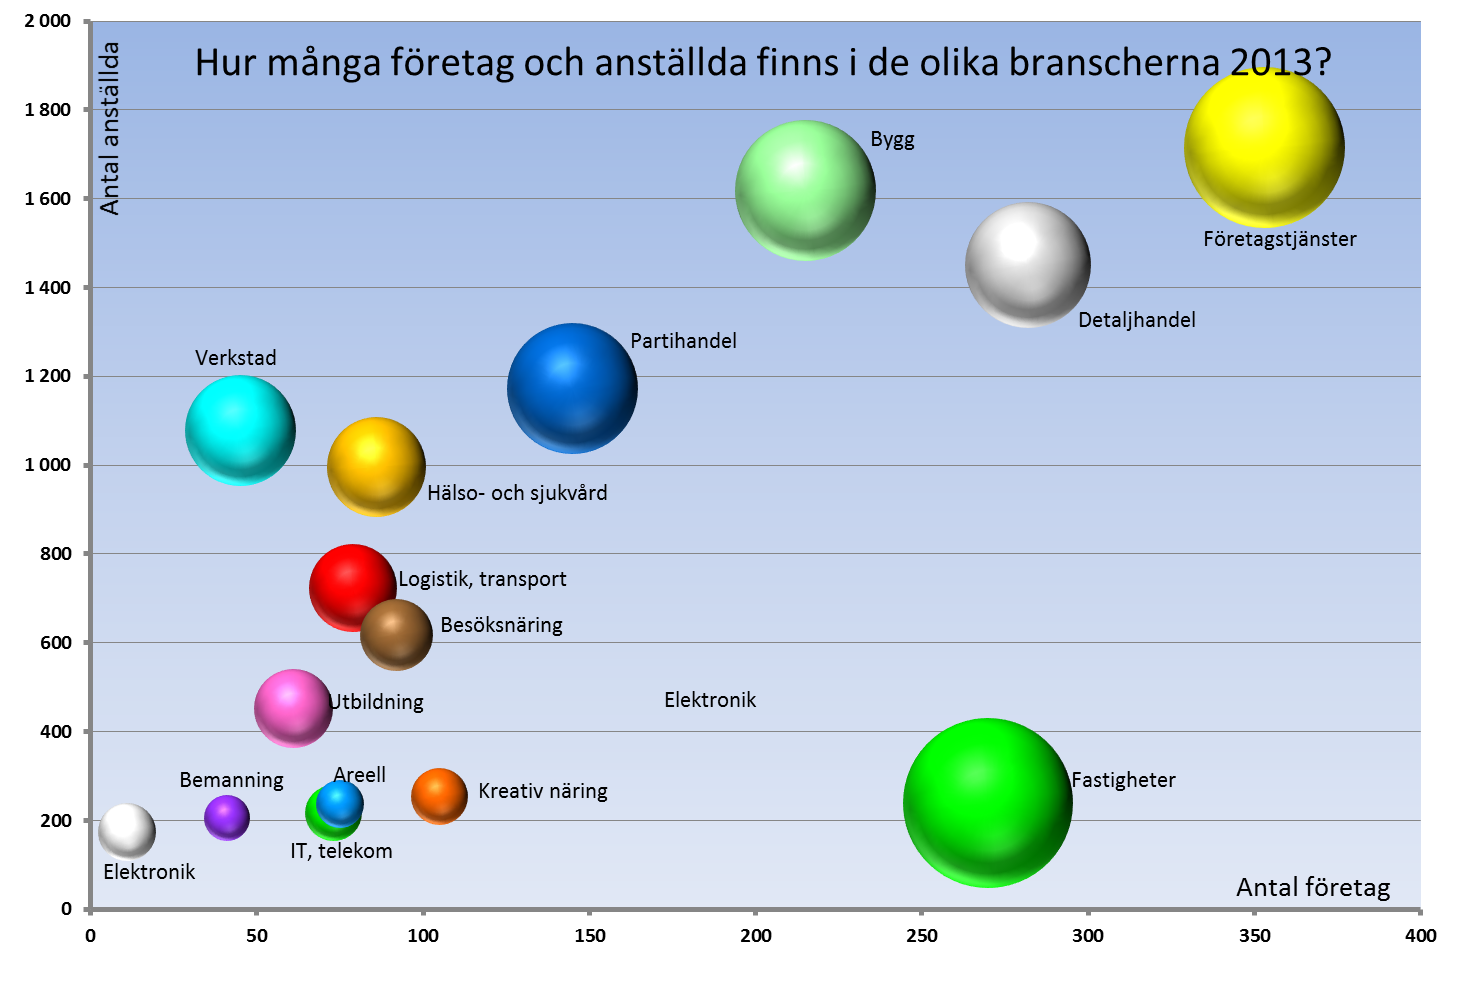 Hur många företag och anställda finns i de olika branscherna 2013?
Antal anställda
2 000
1 800
1 600
1 400
1 200
1 000
800
600
400
200
0
Bygg
Företagstjänster
Detaljhandel
Partihandel
Verkstad
Hälso- och sjukvård
Logistik, transport
Besöksnäring
Utbildning
Elektronik
Areell
Bemanning
Fastigheter
Kreativ näring
IT, telekom
Elektronik
Antal företag
0
50
100
150
200
250
300
350
400